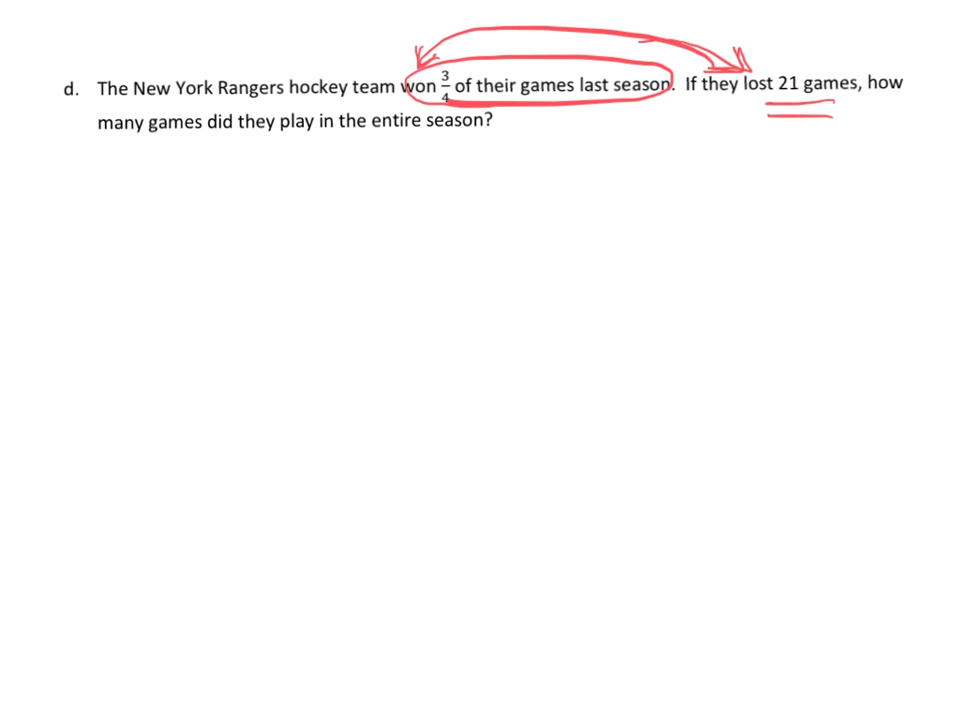 d. The New York Rangers hockey team won 3/4 of their games last season. If they lost 21 games, how
many games did they play in the entire season?